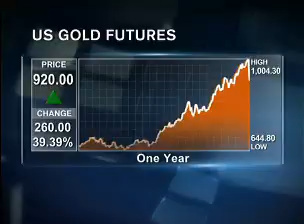 US GOLD FUTURES
PRICE
920.00
CHANGE
260.00
39.39%
HIGH
1,004.30
644.80
LOW
One Year